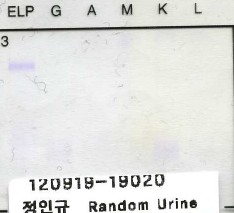 ELP G A M K L
3
120919-19020
정인규 Random Urine